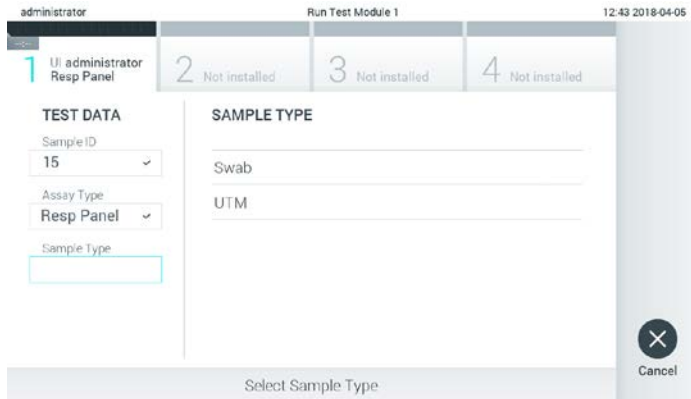 administrator
Run Test Module 1
12:43 2018-04-05
1 UI administrator
Resp Panel
2 Not installed
3 Not installed
4 Not installed
TEST DATA
Sample ID
15
Assay Type
Resp Panel
Sample Type
SAMPLE TYPE
Swab
UTM
Cancel
Select Sample Type